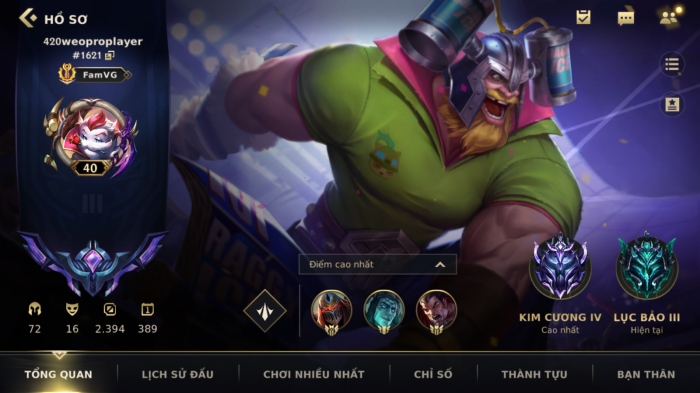 HỒ SƠ
420weoproplayer
#1621
FamVG
40
III
72 16 2.394 389
Điểm cao nhất
KIM CƯƠNG IV
Cao nhất
LỤC BẢO III
Hiện tại
TỔNG QUAN
LỊCH SỬ ĐẤU
CHƠI NHIỀU NHẤT
CHỈ SỐ
THÀNH TỰU
BẠN THÂN